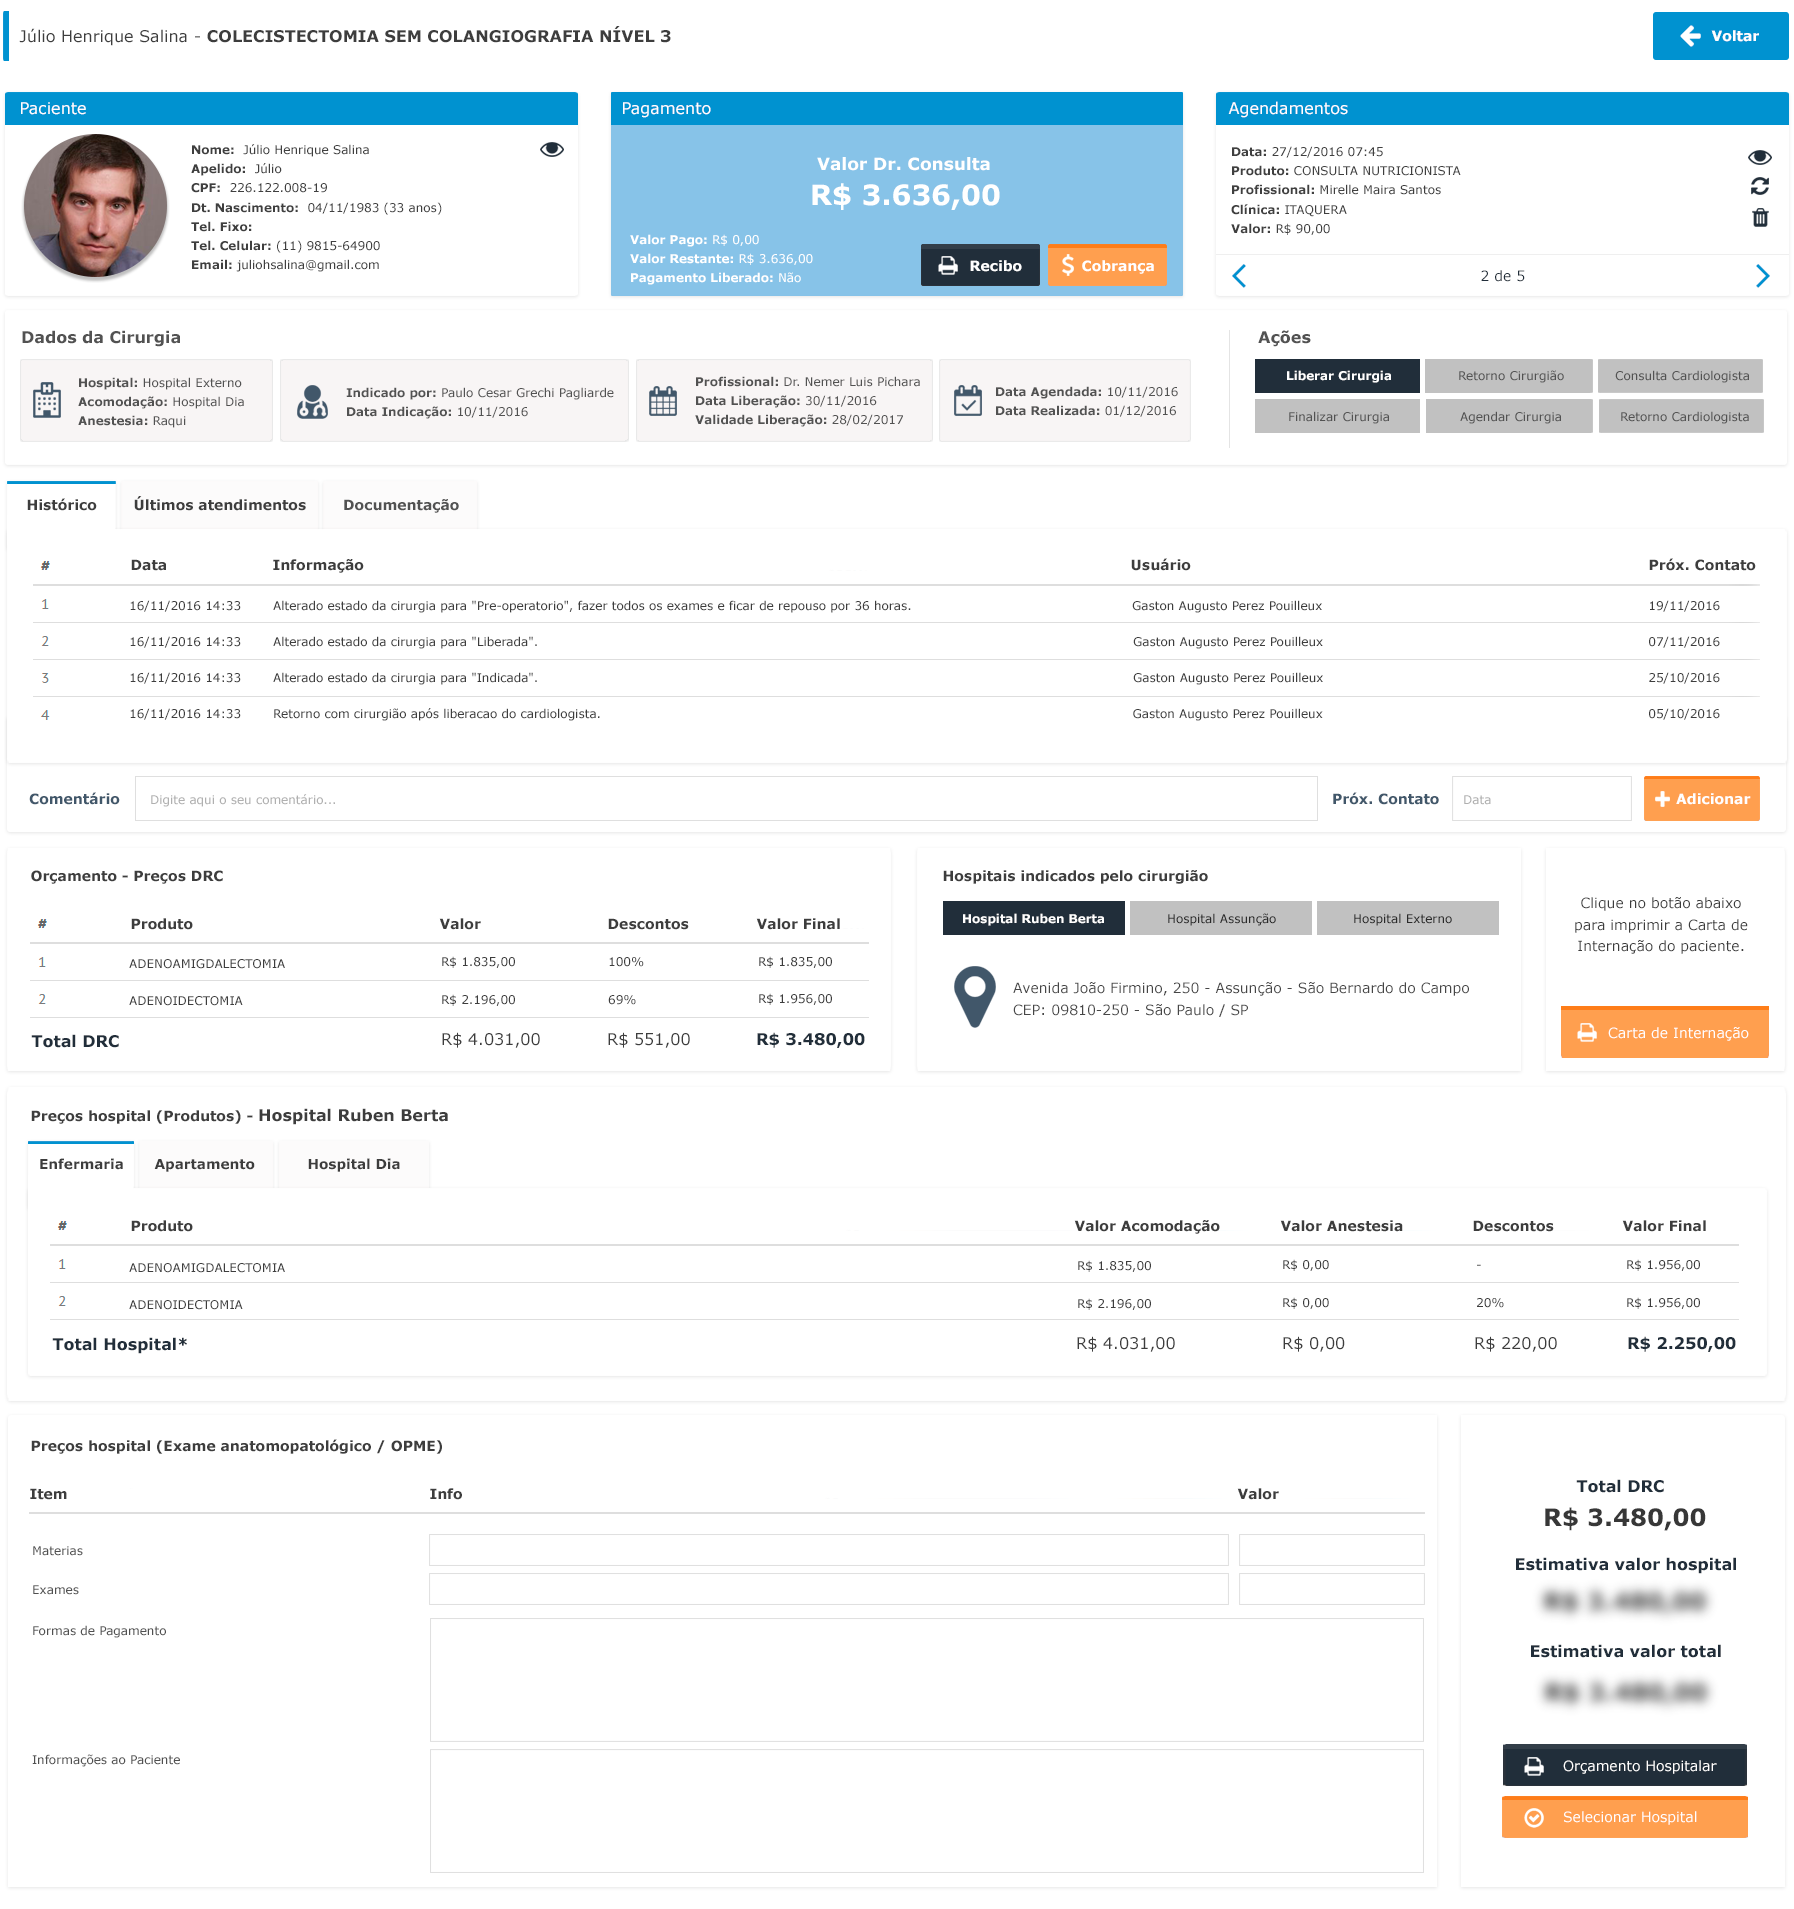 Júlio Henrique Salina - COLECISTECTOMIA SEM COLANGIOGRAFIA NÍVEL 3
Voltar
Paciente
Nome: Júlio Henrique Salina
Apelido: Júlio
CPF: 226.122.008-19
Dt. Nascimento: 04/11/1983 (33 anos)
Tel. Fixo:
Tel. Celular: (11) 9815-64900
Email: juliohsalina@gmail.com
Pagamento
Valor Dr. Consulta
R$ 3.636,00
Valor Pago: R$ 0,00
Valor Restante: R$ 3.636,00
Pagamento Liberado: Não
Recibo
$ Cobrança
Agendamentos
Data: 27/12/2016 07:45
Produto: CONSULTA NUTRICIONISTA
Profissional: Mirelle Maira Santos
Clínica: ITAQUERA
Valor: R$ 90,00
2 de 5
Dados da Cirurgia
Hospital: Hospital Externo
Acomodação: Hospital Dia
Anestesia: Raqui
Indicado por: Paulo Cesar Grechi Pagliarde
Data Indicação: 10/11/2016
Profissional: Dr. Nemer Luis Pichara
Data Liberação: 30/11/2016
Validade Liberação: 28/02/2017
Data Agendada: 10/11/2016
Data Realizada: 01/12/2016
Ações
Liberar Cirurgia Retorno Cirurgião Consulta Cardiologista
Finalizar Cirurgia Agendar Cirurgia Retorno Cardiologista
Histórico Últimos atendimentos Documentação
# Data Informação Usuário Próx. Contato
1 16/11/2016 14:33 Alterado estado da cirurgia para "Pre-operatorio", fazer todos os exames e ficar de repouso por 36 horas. Gaston Augusto Perez Pouilleux 19/11/2016
2 16/11/2016 14:33 Alterado estado da cirurgia para "Liberada". Gaston Augusto Perez Pouilleux 07/11/2016
3 16/11/2016 14:33 Alterado estado da cirurgia para "Indicada". Gaston Augusto Perez Pouilleux 25/10/2016
4 16/11/2016 14:33 Retorno com cirurgião após liberacao do cardiologista. Gaston Augusto Perez Pouilleux 05/10/2016
Comentário Digite aqui o seu comentário... Próx. Contato Data Adicionar
Orçamento - Preços DRC
# Produto Valor Descontos Valor Final
1 ADENOAMIGDALECTOMIA R$ 1.835,00 100% R$ 1.835,00
2 ADENOIDECTOMIA R$ 2.196,00 69% R$ 1.956,00
Total DRC R$ 4.031,00 R$ 551,00 R$ 3.480,00
Hospitais indicados pelo cirurgião
Hospital Ruben Berta Hospital Assunção Hospital Externo
Avenida João Firmino, 250 - Assunção - São Bernardo do Campo
CEP: 09810-250 - São Paulo / SP
Clique no botão abaixo
para imprimir a Carta de
Internação do paciente.
Carta de Internação
Preços hospital (Produtos) - Hospital Ruben Berta
Enfermaria Apartamento Hospital Dia
# Produto Valor Acomodação Valor Anestesia Descontos Valor Final
1 ADENOAMIGDALECTOMIA R$ 1.835,00 R$ 0,00 - R$ 1.956,00
2 ADENOIDECTOMIA R$ 2.196,00 R$ 0,00 20% R$ 1.956,00
Total Hospital* R$ 4.031,00 R$ 0,00 R$ 220,00 R$ 2.250,00
Preços hospital (Exame anatomopatológico / OPME)
Item Info Valor
Materias
Exames
Formas de Pagamento
Informações ao Paciente
Total DRC
R$ 3.480,00
Estimativa valor hospital
R$ 3.480,00
Estimativa valor total
R$ 3.480,00
Orçamento Hospitalar
Selecionar Hospital